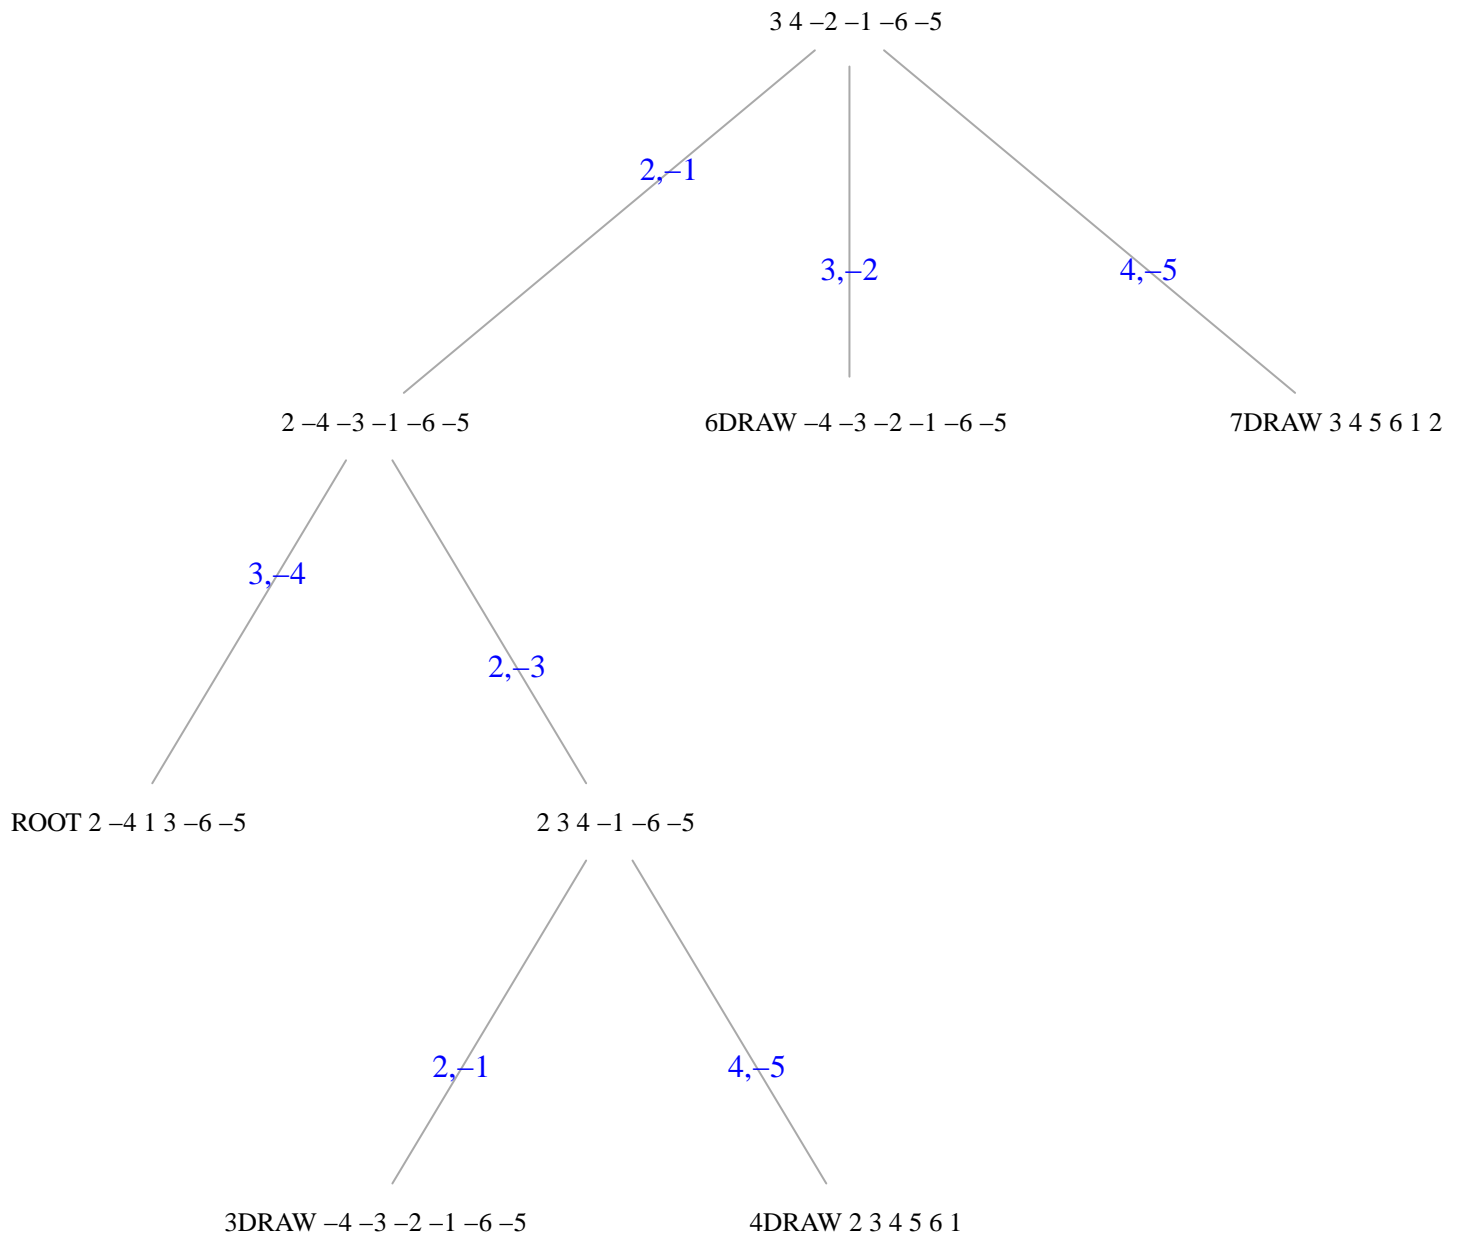 3 4 –2 –1 –6 –5
2,–1
3,–2
4,–5
2 –4 –3 –1 –6 –5
6DRAW –4 –3 –2 –1 –6 –5
7DRAW 3 4 5 6 1 2
3,–4
2,–3
ROOT 2 –4 1 3 –6 –5
2 3 4 –1 –6 –5
2,–1
4,–5
3DRAW –4 –3 –2 –1 –6 –5
4DRAW 2 3 4 5 6 1